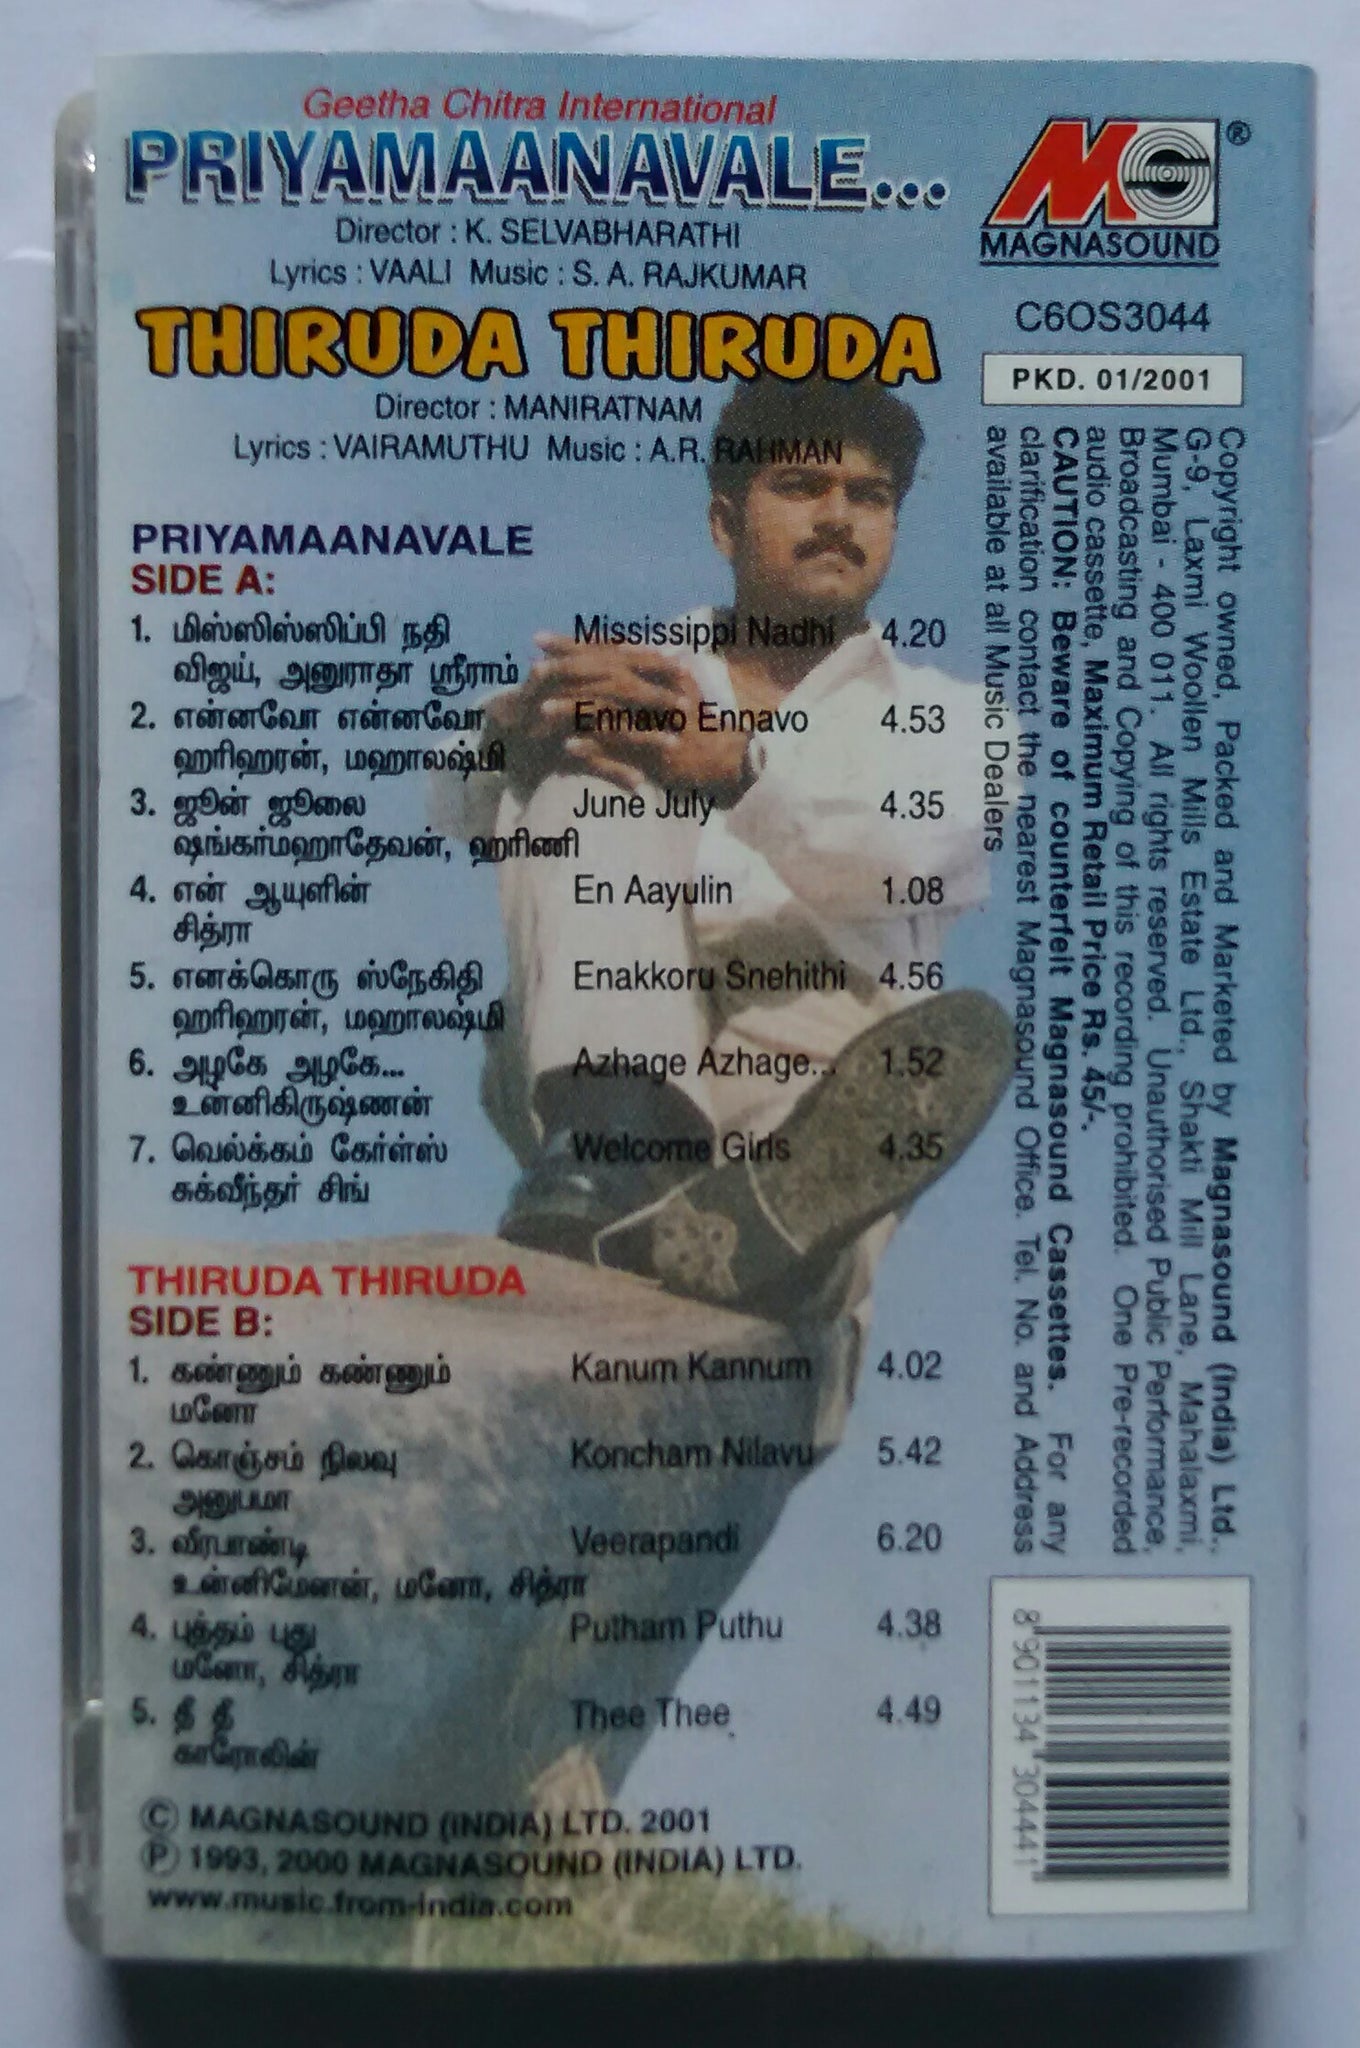 Geetha Chitra International
PRIYAMAANAVALE...
Director : K. SELVABHARATHI
Lyrics : VAALI Music : S. A. RAJKUMAR
THIRUDA THIRUDA
Director : MANIRATNAM
Lyrics : VAIRAMUTHU Music : A.R. RAHMAN
PRIYAMAANAVALE
SIDE A:
1. மிஸ்ஸிஸ்ஸிப்பி நதி Mississippi Nadhi 4.20
விஜய், அனுராதா ஸ்ரீராம்
2. என்னவோ என்னவோ Ennavo Ennavo 4.53
ஹரிஹரன், மஹாலஷ்மி
3. ஜூன் ஜூலை June July 4.35
ஷங்கர்மஹாதேவன், ஹரிணி
4. என் ஆயுளின் En Aayulin 1.08
சித்ரா
5. எனக்கொரு ஸ்நேகிதி Enakkoru Snehithi 4.56
ஹரிஹரன், மஹாலஷ்மி
6. அழகே அழகே... Azhage Azhage... 1.52
உன்னிகிருஷ்ணன்
7. வெல்க்கம் கேர்ள்ஸ் Welcome Girls 4.35
சுக்வீந்தர் சிங்
THIRUDA THIRUDA
SIDE B:
1. கண்ணும் கண்ணும் Kanum Kannum 4.02
மனோ
2. கொஞ்சம் நிலவு Koncham Nilavu 5.42
அனுபமா
3. வீரபாண்டி Veerapandi 6.20
உன்னிமேனன், மனோ, சித்ரா
4. புத்தம் புது Putham Puthu 4.38
மனோ, சித்ரா
5. தீ தீ Thee Thee 4.49
காரோலின்
© MAGNASOUND (INDIA) LTD. 2001
℗ 1993, 2000 MAGNASOUND (INDIA) LTD.
www.music.from-india.com
MG ®
MAGNASOUND
C6OS3044
PKD. 01/2001
Copyright owned, Packed and Marketed by Magnasound (India) Ltd.,
G-9, Laxmi Woollen Mills Estate Ltd., Shakti Mill Lane, Mahalaxmi,
Mumbai - 400 011. All rights reserved. Unauthorised Public Performance,
Broadcasting and Copying of this recording prohibited. One Pre-recorded
audio cassette, Maximum Retail Price Rs. 45/-.
CAUTION: Beware of counterfeit Magnasound Cassettes. For any
clarification contact the nearest Magnasound Office. Tel. No. and Address
available at all Music Dealers
8 901134 304441